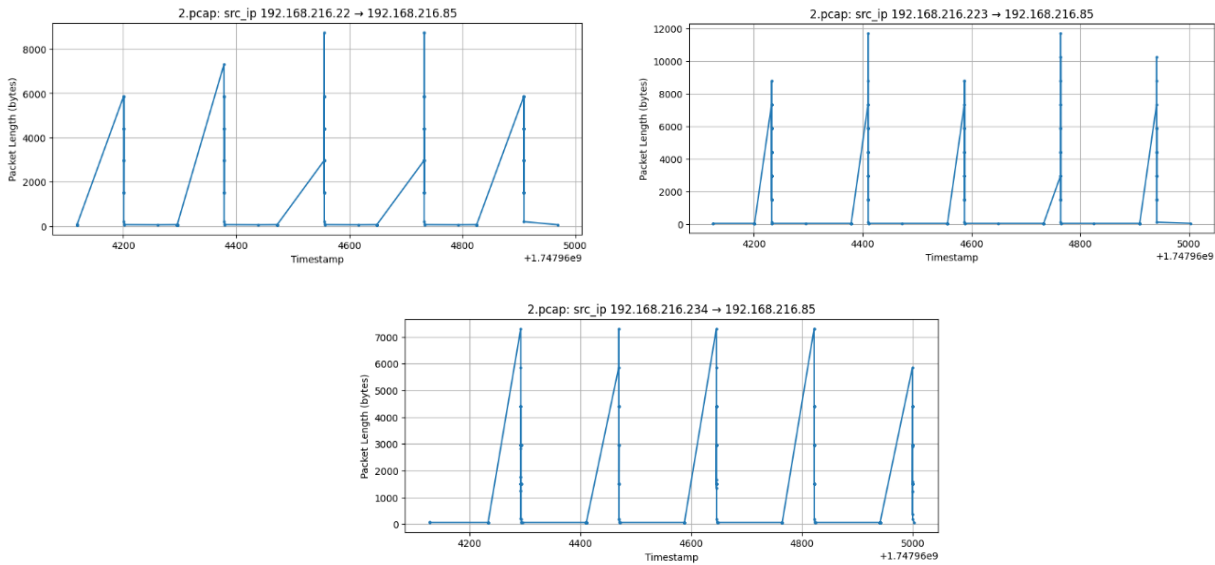 2.pcap: src_ip 192.168.216.22 → 192.168.216.85
Packet Length (bytes)
8000
6000
4000
2000
0
4200
4400
4600
4800
5000
Timestamp
+1.74796e9
2.pcap: src_ip 192.168.216.223 → 192.168.216.85
Packet Length (bytes)
12000
10000
8000
6000
4000
2000
0
4200
4400
4600
4800
5000
Timestamp
+1.74796e9
2.pcap: src_ip 192.168.216.234 → 192.168.216.85
Packet Length (bytes)
7000
6000
5000
4000
3000
2000
1000
0
4200
4400
4600
4800
5000
Timestamp
+1.74796e9